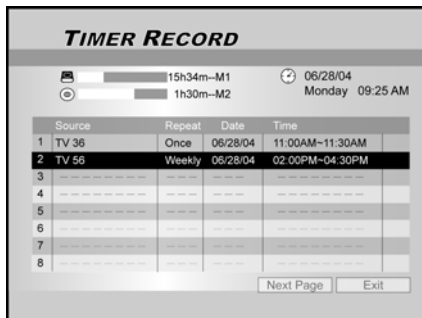 TIMER RECORD
15h34m--M1
1h30m--M2
06/28/04
Monday 09:25 AM
Source Repeat Date Time
1 TV 36 Once 06/28/04 11:00AM~11:30AM
2 TV 56 Weekly 06/28/04 02:00PM~04:30PM
3 -- -- -- -- -- -- -- --- --- --- -- -- -- -- -- -- -- -- -- --
4 -- -- -- -- -- -- -- --- --- --- -- -- -- -- -- -- -- -- -- --
5 -- -- -- -- -- -- -- --- --- --- -- -- -- -- -- -- -- -- -- --
6 -- -- -- -- -- -- -- --- --- --- -- -- -- -- -- -- -- -- -- --
7 -- -- -- -- -- -- -- --- --- --- -- -- -- -- -- -- -- -- -- --
8 -- -- -- -- -- -- -- --- --- --- -- -- -- -- -- -- -- -- -- --
Next Page Exit